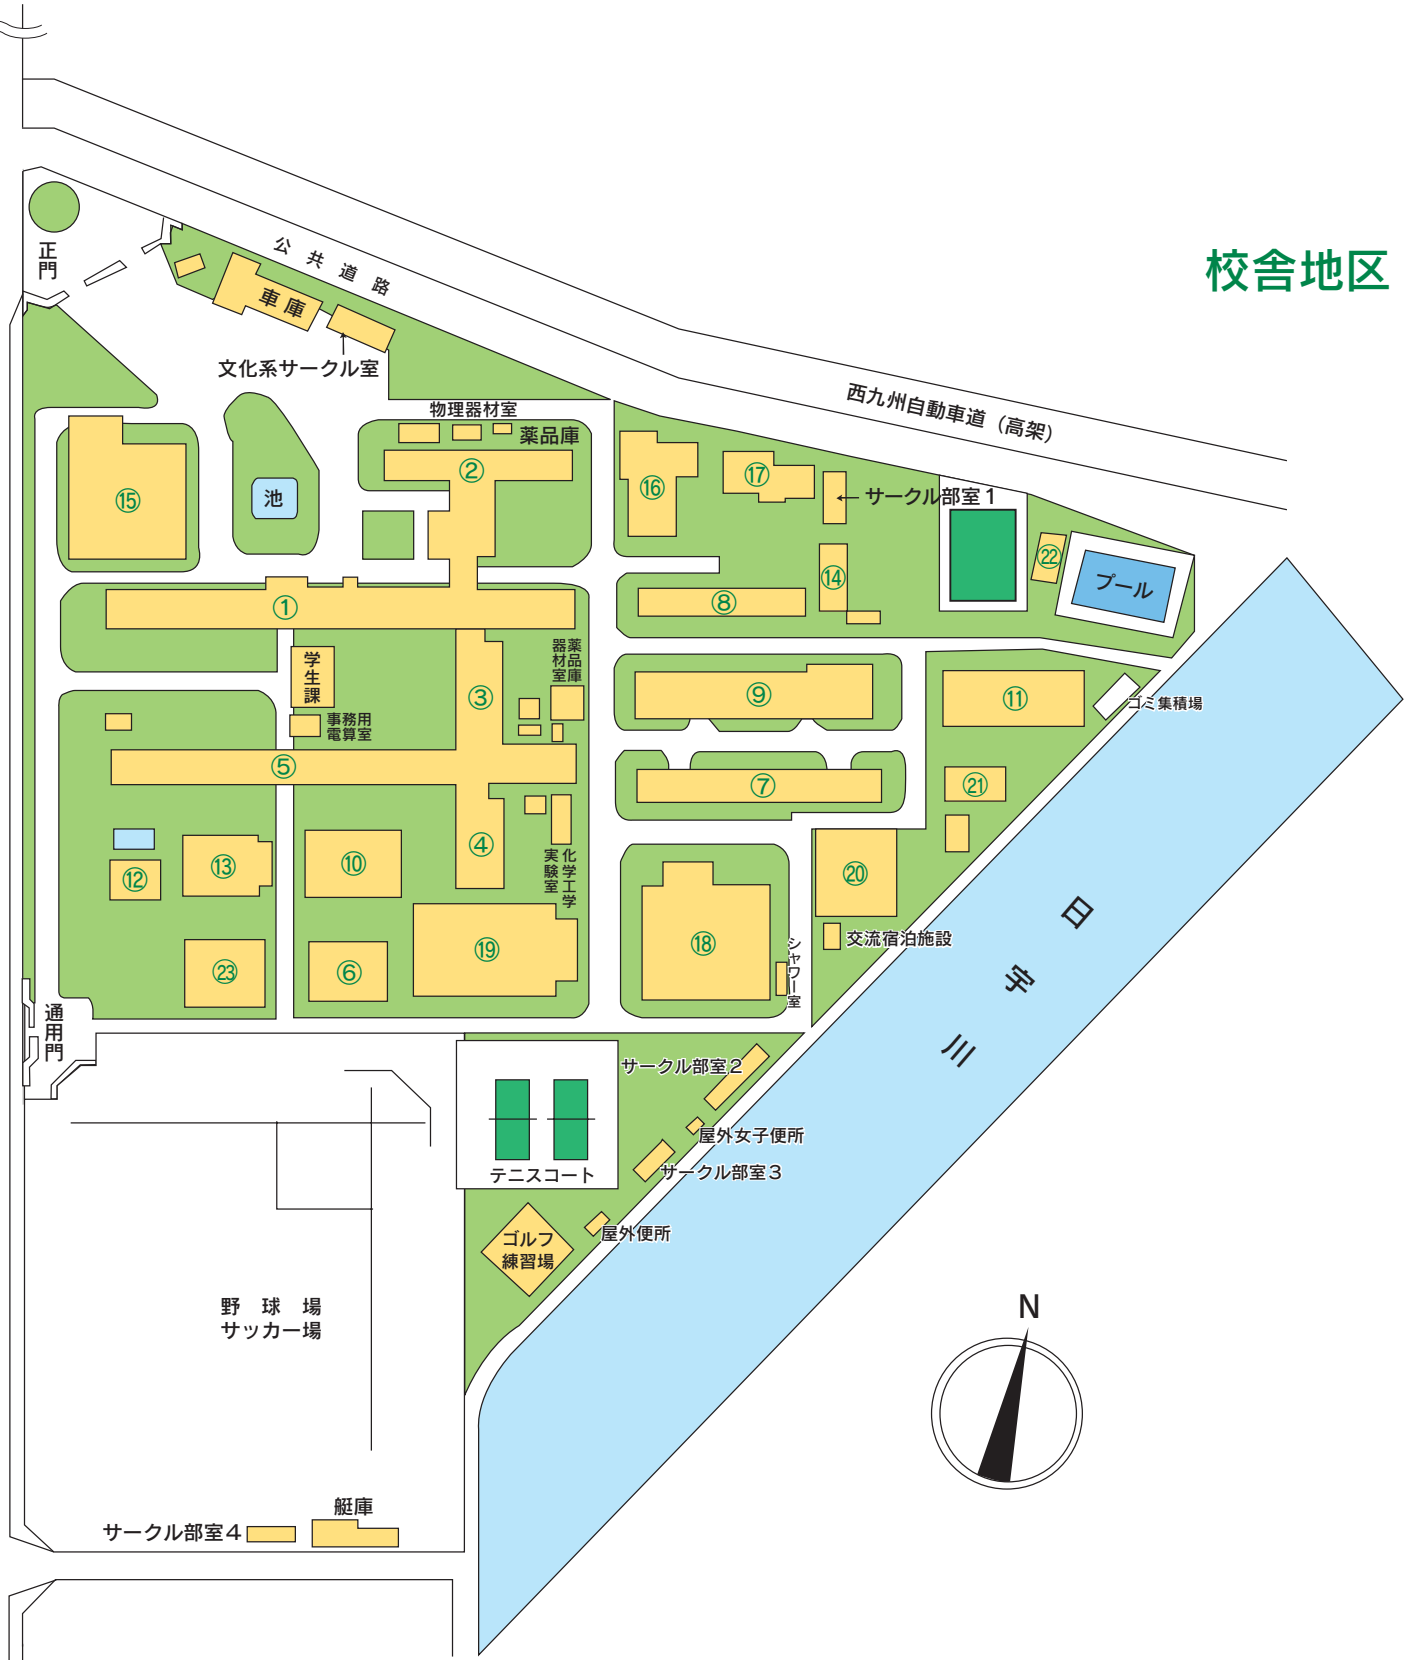 校舎地区
正門
公共道路
車庫
文化系サークル室
西九州自動車道（高架）
物理器材室
薬品庫
②
⑮
池
⑯
⑰
サークル部室1
㉒
プール
⑭
⑧
①
学生課
事務用
電算室
薬品庫
器材室
③
⑨
⑪
ゴミ集積場
⑤
⑦
㉑
④
⑩
⑬
⑫
化学工学
実験室
⑳
交流宿泊施設
⑲
⑱
シャワー室
⑥
㉓
日宇川
通用門
サークル部室2
屋外女子便所
テニスコート
サークル部室3
屋外便所
ゴルフ
練習場
野球場
サッカー場
N
艇庫
サークル部室4